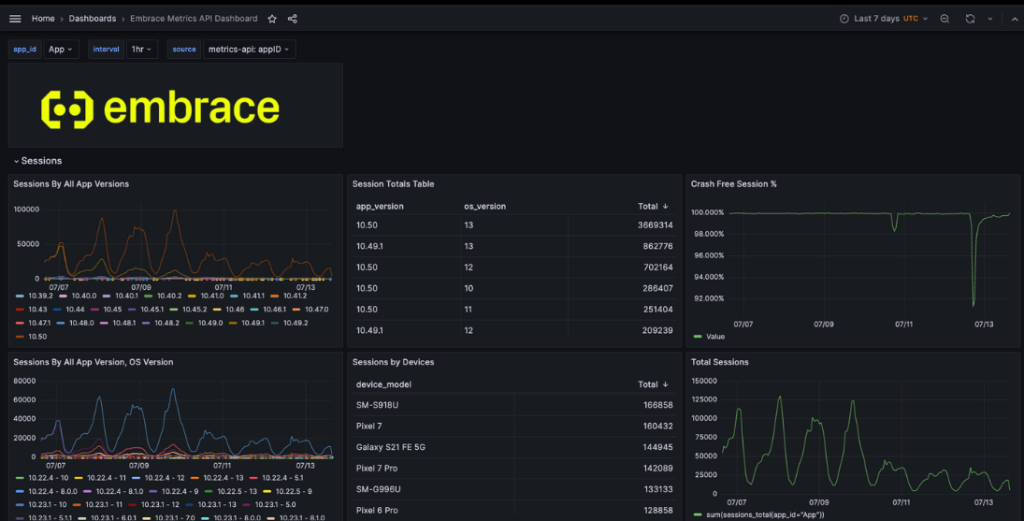 Home > Dashboards > Embrace Metrics API Dashboard
Last 7 days UTC
app_id App interval 1hr source metrics-api: appID
embrace
Sessions
Sessions By All App Versions
100000
50000
0
07/07 07/09 07/11 07/13
10.39.2 10.40.0 10.40.1 10.40.2 10.41.0 10.41.1 10.41.2
10.43 10.44 10.45 10.45.1 10.45.2 10.46 10.46.1 10.47.0
10.47.1 10.48.0 10.48.1 10.48.2 10.49.0 10.49.1 10.49.2
10.50
Session Totals Table
app_version os_version Total ↓
10.50 13 3669314
10.49.1 13 862776
10.50 12 702164
10.50 10 286407
10.50 11 251404
10.49.1 12 209239
Crash Free Session %
100.000%
98.000%
96.000%
94.000%
92.000%
07/07 07/09 07/11 07/13
Value
Sessions By All App Version, OS Version
80000
60000
40000
20000
0
07/07 07/09 07/11 07/13
10.22.4 - 10 10.22.4 - 11 10.22.4 - 12 10.22.4 - 13 10.22.4 - 5.1
10.22.4 - 8.0.0 10.22.4 - 8.1.0 10.22.4 - 9 10.22.5 - 13 10.22.5 - 9
10.23.1 - 10 10.23.1 - 11 10.23.1 - 12 10.23.1 - 13 10.23.1 - 5.0
10.23.1 - 5.1.1 10.23.1 - 6.0.1 10.23.1 - 7.0 10.23.1 - 8.0.0 10.23.1 - 8.1.0
Sessions by Devices
device_model Total ↓
SM-S918U 166858
Pixel 7 160432
Galaxy S21 FE 5G 144945
Pixel 7 Pro 142089
SM-G996U 133133
Pixel 6 Pro 128858
Total Sessions
150000
125000
100000
75000
50000
25000
0
07/07 07/09 07/11 07/13
sum(sessions_total{app_id="App"})